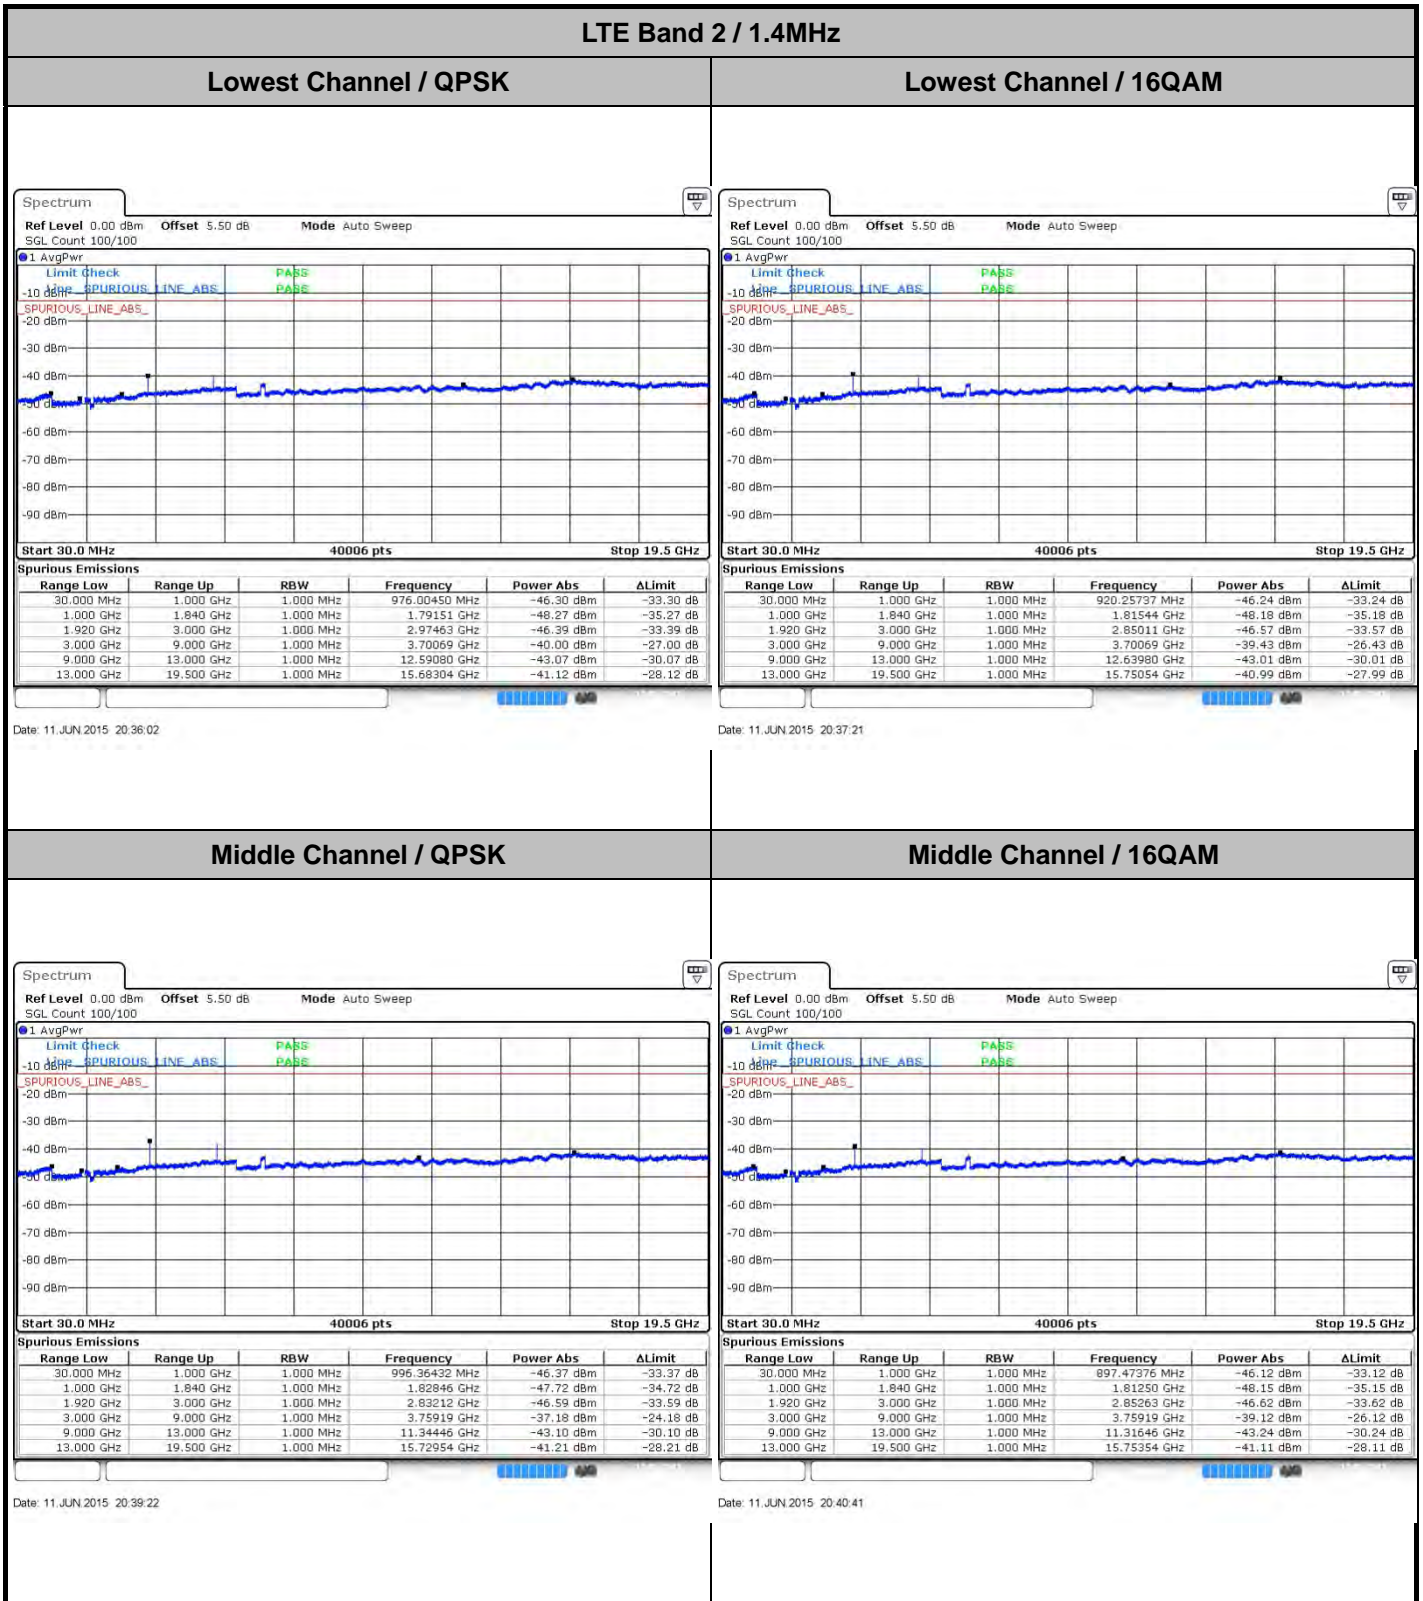 LTE Band 2 / 1.4MHz
Lowest Channel / QPSK
Lowest Channel / 16QAM
Spectrum
Ref Level 0.00 dBm Offset 5.50 dB Mode Auto Sweep
SGL Count 100/100
1 AvgPwr
Limit Check PASS
Line _SPURIOUS_LINE_ABS_ PASS
_SPURIOUS_LINE_ABS_
-10 dBm
-20 dBm
-30 dBm
-40 dBm
-50 dBm
-60 dBm
-70 dBm
-80 dBm
-90 dBm
Start 30.0 MHz 40006 pts Stop 19.5 GHz
Spurious Emissions
Range Low Range Up RBW Frequency Power Abs ΔLimit
30.000 MHz 1.000 GHz 1.000 MHz 976.00450 MHz -46.30 dBm -33.30 dB
1.000 GHz 1.840 GHz 1.000 MHz 1.79151 GHz -48.27 dBm -35.27 dB
1.920 GHz 3.000 GHz 1.000 MHz 2.97463 GHz -46.39 dBm -33.39 dB
3.000 GHz 9.000 GHz 1.000 MHz 3.70069 GHz -40.00 dBm -27.00 dB
9.000 GHz 13.000 GHz 1.000 MHz 12.59080 GHz -43.07 dBm -30.07 dB
13.000 GHz 19.500 GHz 1.000 MHz 15.68304 GHz -41.12 dBm -28.12 dB
Date: 11.JUN.2015 20:36:02
Spectrum
Ref Level 0.00 dBm Offset 5.50 dB Mode Auto Sweep
SGL Count 100/100
1 AvgPwr
Limit Check PASS
Line _SPURIOUS_LINE_ABS_ PASS
_SPURIOUS_LINE_ABS_
-10 dBm
-20 dBm
-30 dBm
-40 dBm
-50 dBm
-60 dBm
-70 dBm
-80 dBm
-90 dBm
Start 30.0 MHz 40006 pts Stop 19.5 GHz
Spurious Emissions
Range Low Range Up RBW Frequency Power Abs ΔLimit
30.000 MHz 1.000 GHz 1.000 MHz 920.25737 MHz -46.24 dBm -33.24 dB
1.000 GHz 1.840 GHz 1.000 MHz 1.81544 GHz -48.18 dBm -35.18 dB
1.920 GHz 3.000 GHz 1.000 MHz 2.85011 GHz -46.57 dBm -33.57 dB
3.000 GHz 9.000 GHz 1.000 MHz 3.70069 GHz -39.43 dBm -26.43 dB
9.000 GHz 13.000 GHz 1.000 MHz 12.63980 GHz -43.01 dBm -30.01 dB
13.000 GHz 19.500 GHz 1.000 MHz 15.75054 GHz -40.99 dBm -27.99 dB
Date: 11.JUN.2015 20:37:21
Middle Channel / QPSK
Middle Channel / 16QAM
Spectrum
Ref Level 0.00 dBm Offset 5.50 dB Mode Auto Sweep
SGL Count 100/100
1 AvgPwr
Limit Check PASS
Line _SPURIOUS_LINE_ABS_ PASS
_SPURIOUS_LINE_ABS_
-10 dBm
-20 dBm
-30 dBm
-40 dBm
-50 dBm
-60 dBm
-70 dBm
-80 dBm
-90 dBm
Start 30.0 MHz 40006 pts Stop 19.5 GHz
Spurious Emissions
Range Low Range Up RBW Frequency Power Abs ΔLimit
30.000 MHz 1.000 GHz 1.000 MHz 996.36432 MHz -46.37 dBm -33.37 dB
1.000 GHz 1.840 GHz 1.000 MHz 1.82846 GHz -47.72 dBm -34.72 dB
1.920 GHz 3.000 GHz 1.000 MHz 2.83212 GHz -46.59 dBm -33.59 dB
3.000 GHz 9.000 GHz 1.000 MHz 3.75919 GHz -37.18 dBm -24.18 dB
9.000 GHz 13.000 GHz 1.000 MHz 11.34446 GHz -43.10 dBm -30.10 dB
13.000 GHz 19.500 GHz 1.000 MHz 15.72954 GHz -41.21 dBm -28.21 dB
Date: 11.JUN.2015 20:39:22
Spectrum
Ref Level 0.00 dBm Offset 5.50 dB Mode Auto Sweep
SGL Count 100/100
1 AvgPwr
Limit Check PASS
Line _SPURIOUS_LINE_ABS_ PASS
_SPURIOUS_LINE_ABS_
-10 dBm
-20 dBm
-30 dBm
-40 dBm
-50 dBm
-60 dBm
-70 dBm
-80 dBm
-90 dBm
Start 30.0 MHz 40006 pts Stop 19.5 GHz
Spurious Emissions
Range Low Range Up RBW Frequency Power Abs ΔLimit
30.000 MHz 1.000 GHz 1.000 MHz 897.47376 MHz -46.12 dBm -33.12 dB
1.000 GHz 1.840 GHz 1.000 MHz 1.81250 GHz -48.15 dBm -35.15 dB
1.920 GHz 3.000 GHz 1.000 MHz 2.85263 GHz -46.62 dBm -33.62 dB
3.000 GHz 9.000 GHz 1.000 MHz 3.75919 GHz -39.12 dBm -26.12 dB
9.000 GHz 13.000 GHz 1.000 MHz 11.31646 GHz -43.24 dBm -30.24 dB
13.000 GHz 19.500 GHz 1.000 MHz 15.75354 GHz -41.11 dBm -28.11 dB
Date: 11.JUN.2015 20:40:41